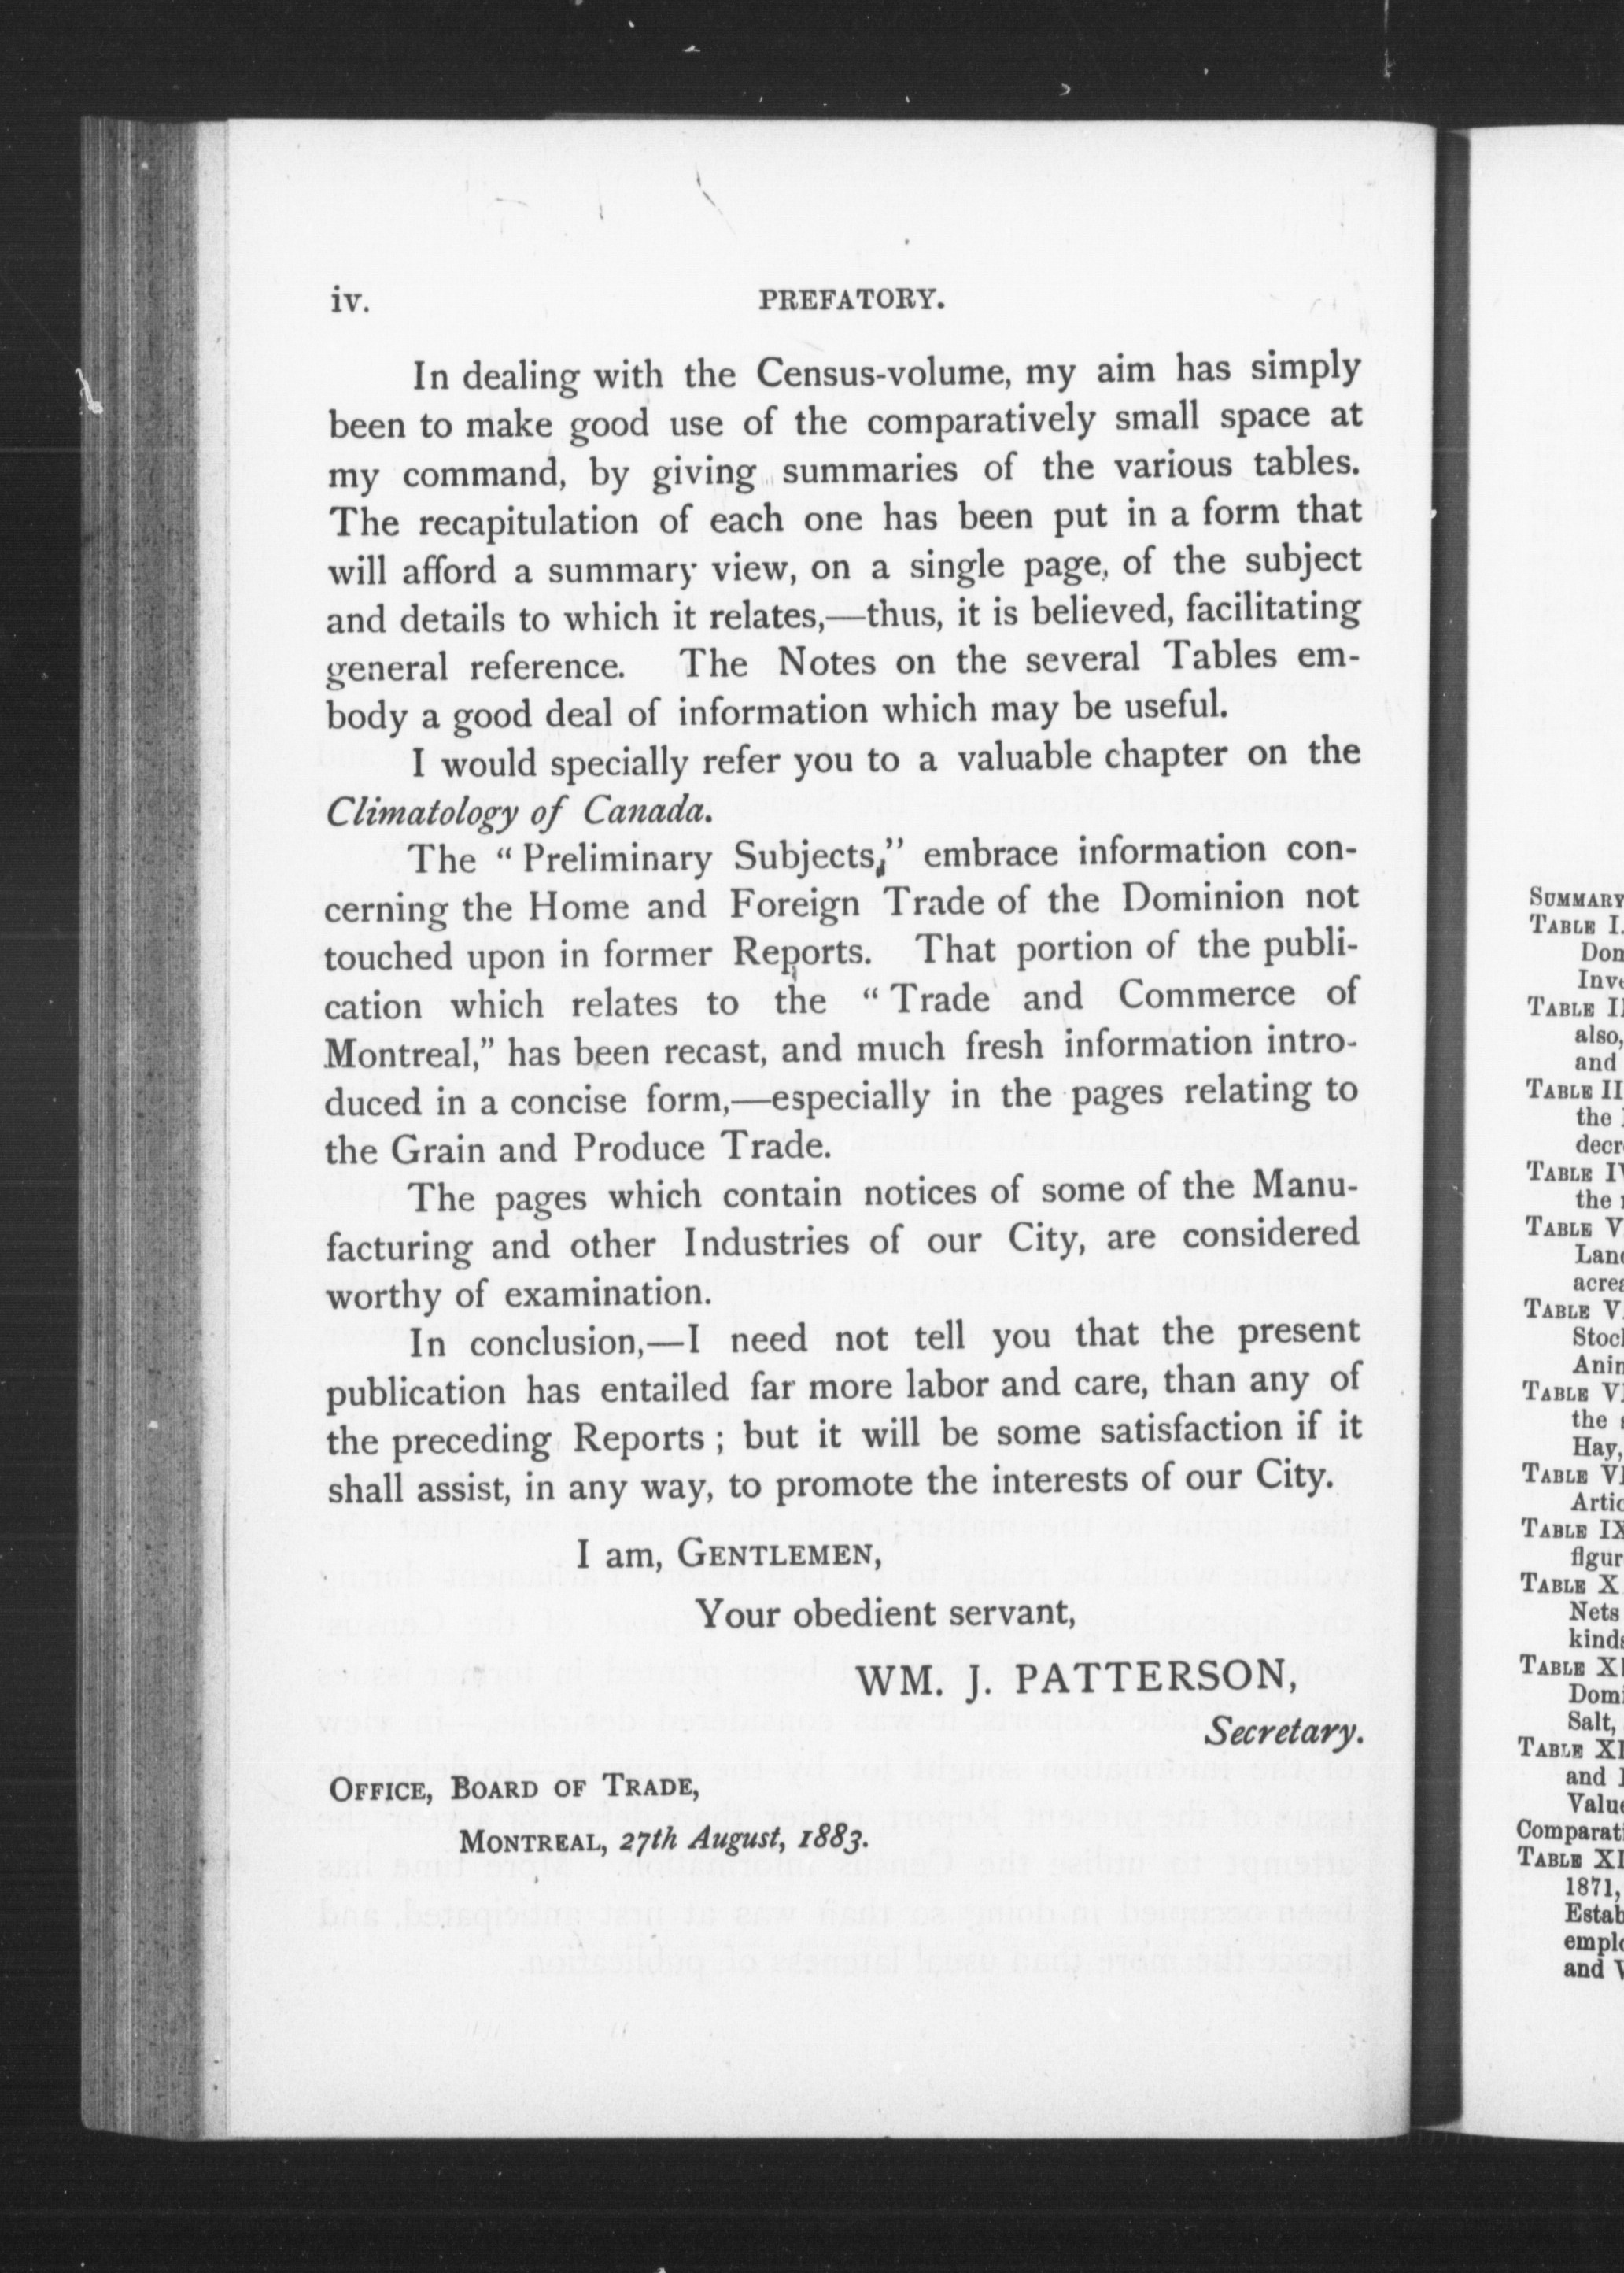 iv. PREFATORY.
In dealing with the Census-volume, my aim has simply
been to make good use of the comparatively small space at
my command, by giving summaries of the various tables.
The recapitulation of each one has been put in a form that
will afford a summary view, on a single page, of the subject
and details to which it relates,—thus, it is believed, facilitating
general reference. The Notes on the several Tables em-
body a good deal of information which may be useful.
I would specially refer you to a valuable chapter on the
Climatology of Canada.
The “Preliminary Subjects,” embrace information con-
cerning the Home and Foreign Trade of the Dominion not
touched upon in former Reports. That portion of the publi-
cation which relates to the “Trade and Commerce of
Montreal,” has been recast, and much fresh information intro-
duced in a concise form,—especially in the pages relating to
the Grain and Produce Trade.
The pages which contain notices of some of the Manu-
facturing and other Industries of our City, are considered
worthy of examination.
In conclusion,—I need not tell you that the present
publication has entailed far more labor and care, than any of
the preceding Reports; but it will be some satisfaction if it
shall assist, in any way, to promote the interests of our City.
I am, GENTLEMEN,
Your obedient servant,
WM. J. PATTERSON,
Secretary.
OFFICE, BOARD OF TRADE,
MONTREAL, 27th August, 1883.
SUMMARY
TABLE I.
TABLE
also,
and
TABLE
the
TABLE
the
TABLE V
TABLE
TABLE
the
Hay,
TABLE
TABLE IX
TABLE X
Nets
TABLE
Salt,
TABLE
and
TABLE
1871,
and